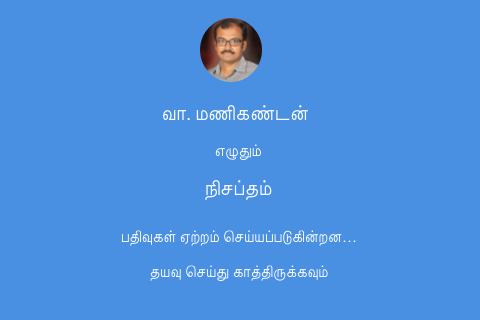 வா. மணிகண்டன்
எழுதும்
நிசப்தம்
பதிவுகள் ஏற்றம் செய்யப்படுகின்றன...
தயவு செய்து காத்திருக்கவும்